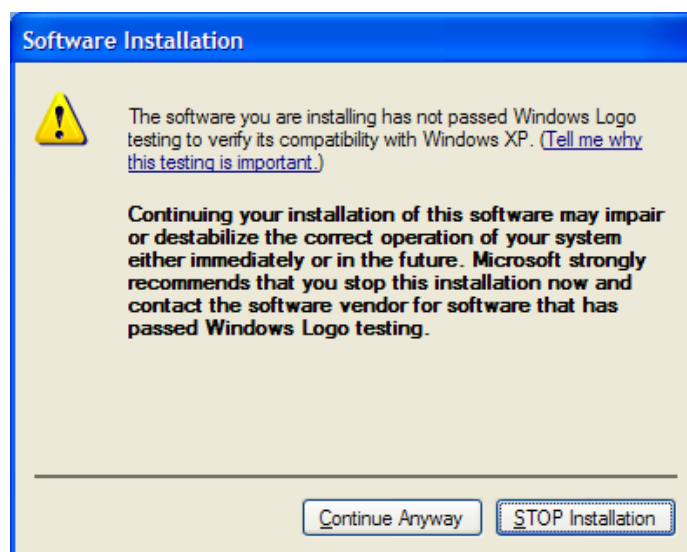 Software Installation
The software you are installing has not passed Windows Logo
testing to verify its compatibility with Windows XP. (Tell me why
this testing is important.)
Continuing your installation of this software may impair
or destabilize the correct operation of your system
either immediately or in the future. Microsoft strongly
recommends that you stop this installation now and
contact the software vendor for software that has
passed Windows Logo testing.
Continue Anyway
STOP Installation